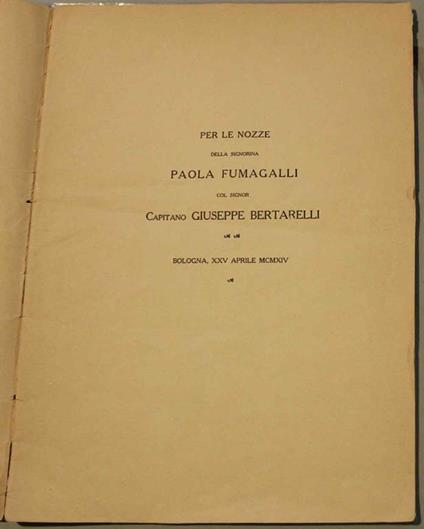 PER LE NOZZE
DELLA SIGNORINA
PAOLA FUMAGALLI
COL SIGNOR
CAPITANO GIUSEPPE BERTARELLI
BOLOGNA, XXV APRILE MCMXIV